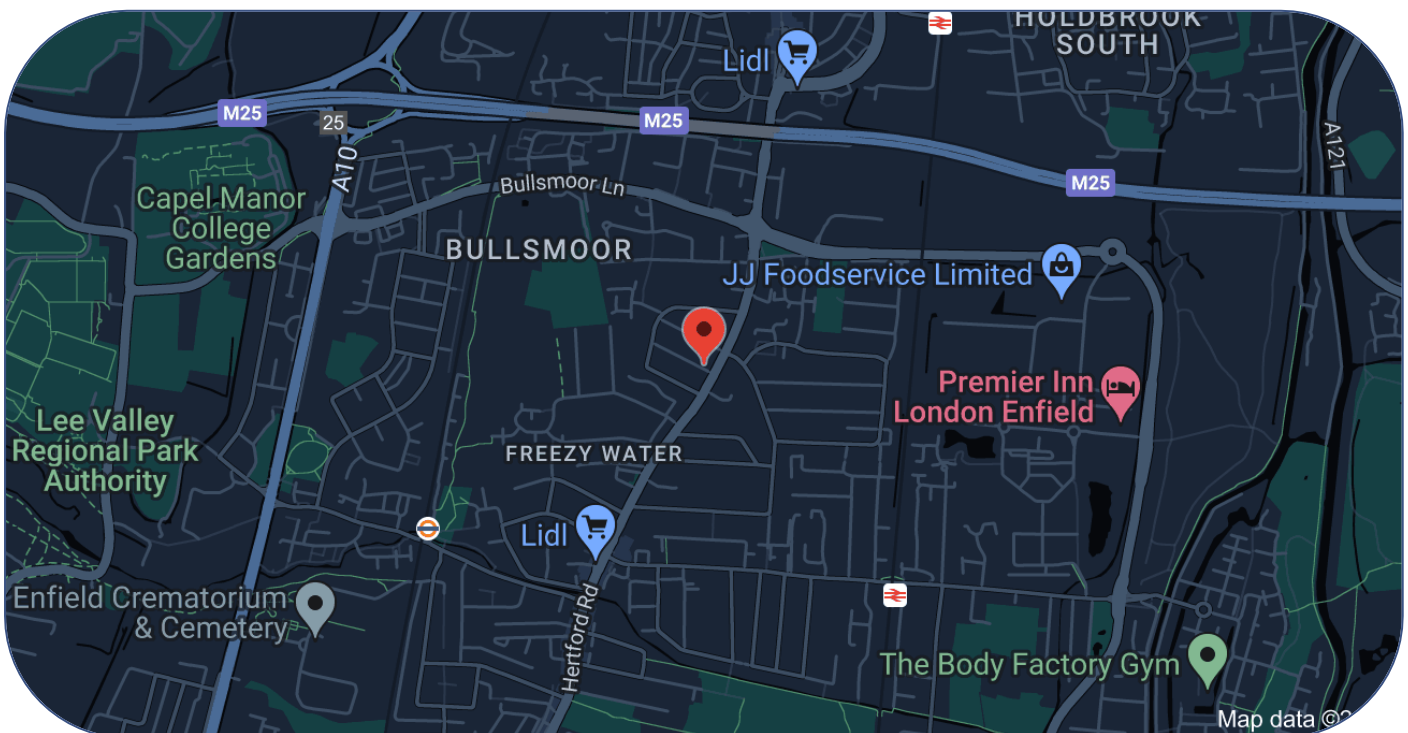 HOLDBROOK
SOUTH
Lidl
M25
25
M25
A10
A121
M25
Bullsmoor Ln
Capel Manor
College
Gardens
BULLSMOOR
JJ Foodservice Limited
Premier Inn
London Enfield
Lee Valley
Regional Park
Authority
FREEZY WATER
Lidl
Enfield Crematorium
& Cemetery
Hertford Rd
The Body Factory Gym
Map data ©